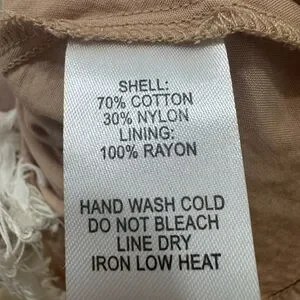 SHELL:
70% COTTON
30% NYLON
LINING:
100% RAYON
HAND WASH COLD
DO NOT BLEACH
LINE DRY
IRON LOW HEAT